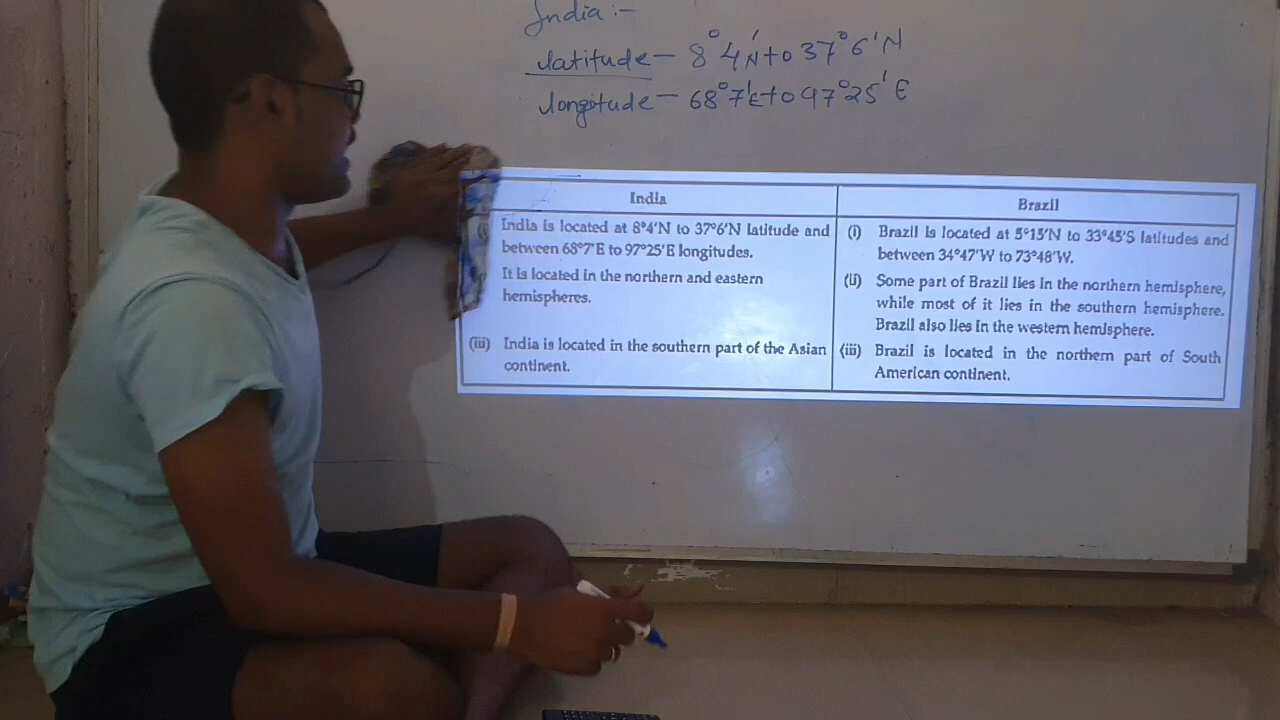 India :-
latitude - 8°4'N to 37°6'N
longitude - 68°7'E to 97°25'E
India
India is located at 8°4'N to 37°6'N latitude and
between 68°7'E to 97°25'E longitudes.
It is located in the northern and eastern
hemispheres.
(iii) India is located in the southern part of the Asian
continent.
Brazil
(i) Brazil is located at 5°15'N to 33°45'S latitudes and
between 34°47'W to 73°48'W.
(ii) Some part of Brazil lies in the northern hemisphere,
while most of it lies in the southern hemisphere.
Brazil also lies in the western hemisphere.
(iii) Brazil is located in the northern part of South
American continent.